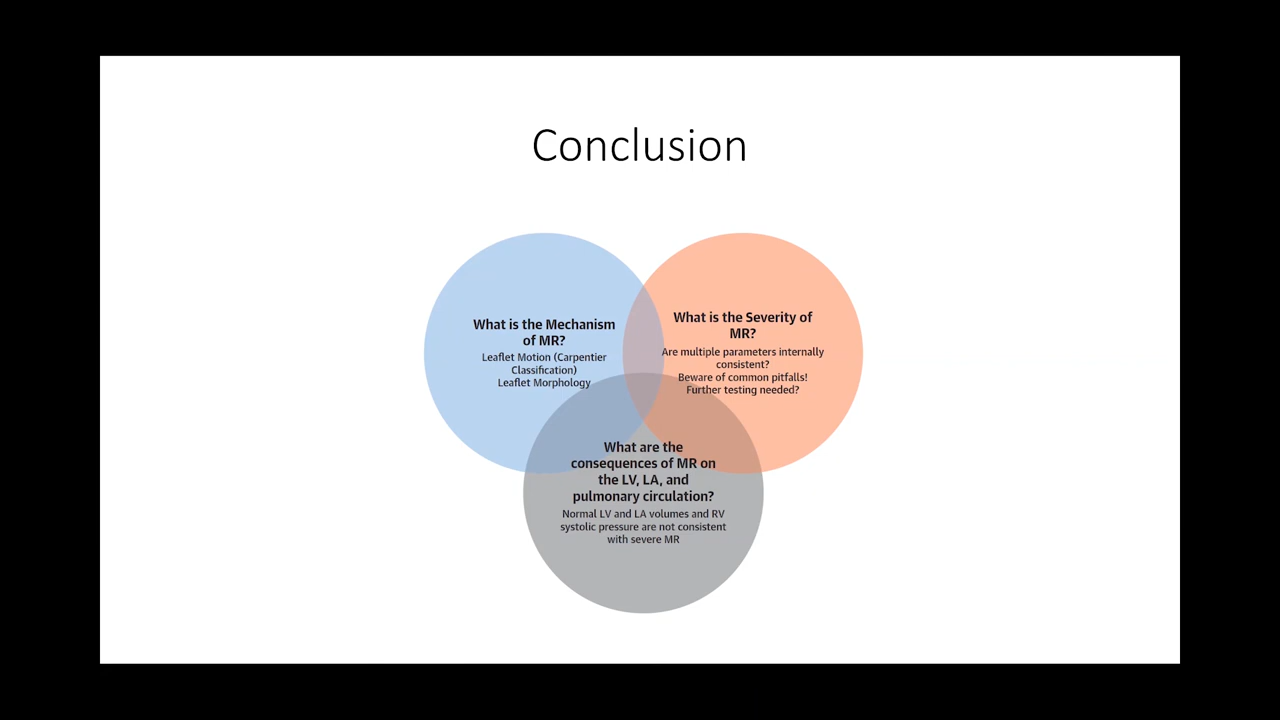 Conclusion
What is the Mechanism
of MR?
Leaflet Motion (Carpentier
Classification)
Leaflet Morphology
What is the Severity of
MR?
Are multiple parameters internally
consistent?
Beware of common pitfalls!
Further testing needed?
What are the
consequences of MR on
the LV, LA, and
pulmonary circulation?
Normal LV and LA volumes and RV
systolic pressure are not consistent
with severe MR